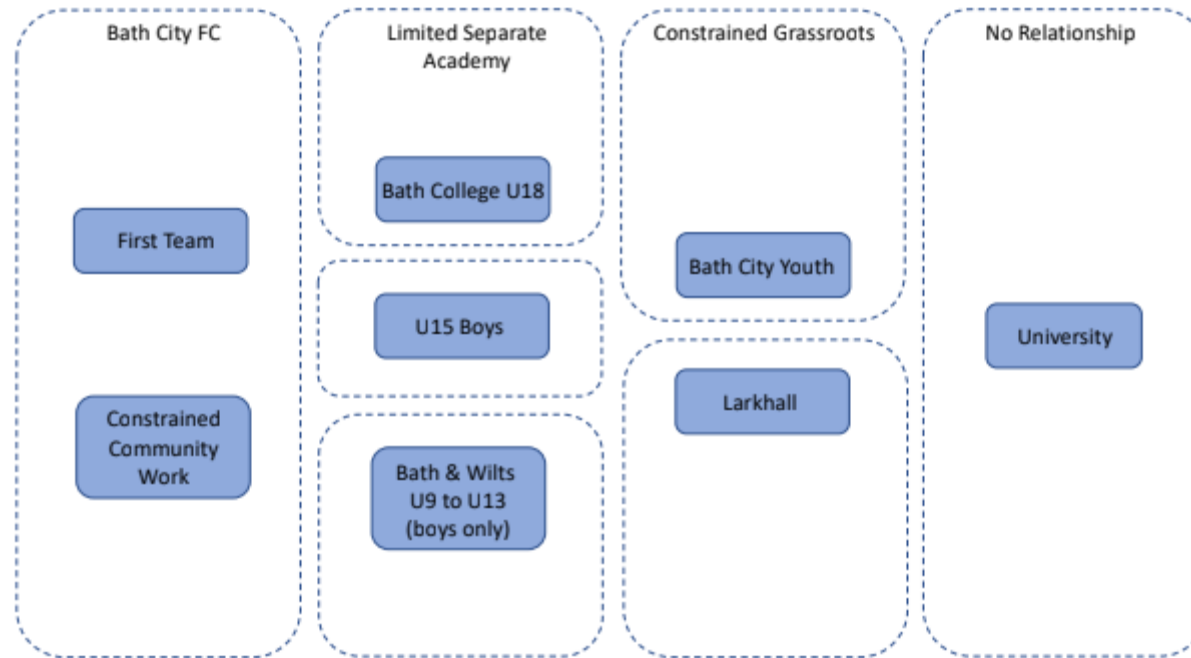 Bath City FC
First Team
Constrained
Community
Work
Limited Separate
Academy
Bath College U18
U15 Boys
Bath & Wilts
U9 to U13
(boys only)
Constrained Grassroots
Bath City Youth
Larkhall
No Relationship
University